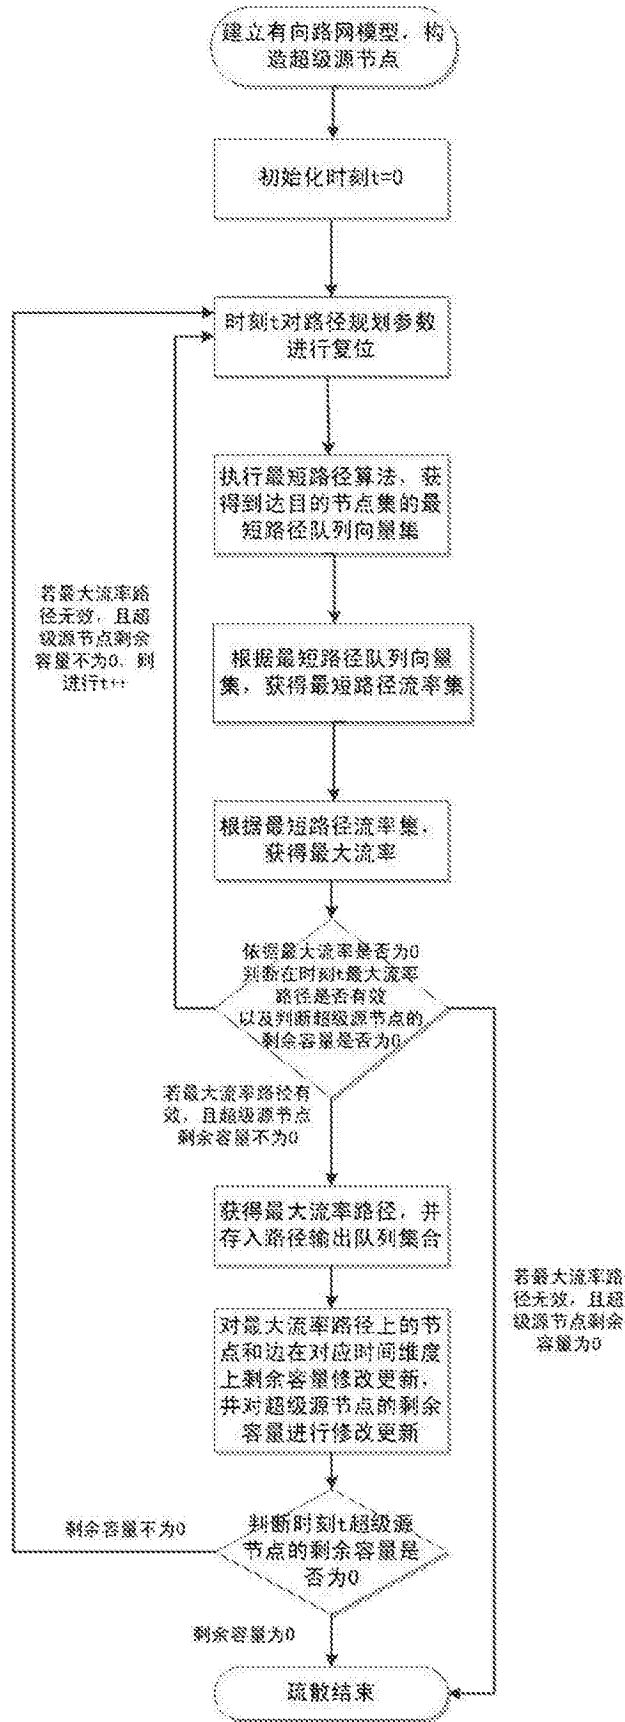 建立有向路网模型，构
造超级源节点
初始化时刻t=0
时刻t对路径规划参数
进行复位
执行最短路径算法，获
得到达目的节点集的最
短路径队列向量集
若最大流率路
径无效，且超
级源节点剩余
容量不为0，则
进行t++
根据最短路径队列向量
集，获得最短路径流率集
根据最短路径流率集，
获得最大流率
依据最大流率是否为0
判断在时刻t最大流率
路径是否有效
以及判断超级源节点的
剩余容量是否为0
若最大流率路径有
效，且超级源节点
剩余容量不为0
获得最大流率路径，并
存入路径输出队列集合
若最大流率路
径无效，且超
级源节点剩余
容量为0
对最大流率路径上的节
点和边在对应时间维度
上剩余容量修改更新，
并对超级源节点的剩余
容量进行修改更新
剩余容量不为0
判断时刻t超级源
节点的剩余容量是
否为0
剩余容量为0
疏散结束